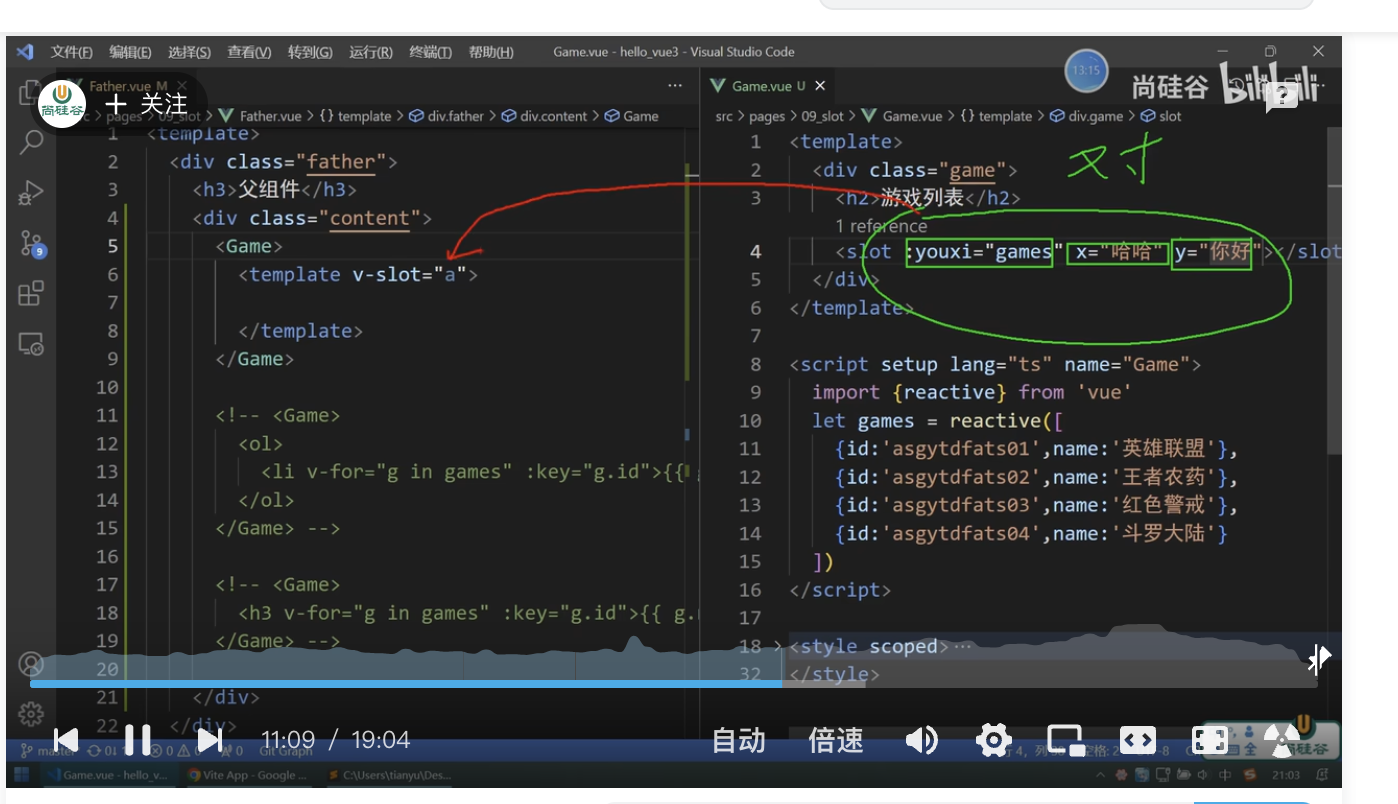 文件(F) 编辑(E) 选择(S) 查看(V) 转到(G) 运行(R) 终端(T) 帮助(H) Game.vue - hello_vue3 - Visual Studio Code
13:15
尚硅谷 bilibili
Father.vue M
尚硅谷
+ 关注
pages > 09_slot > Father.vue > {} template > div.father > div.content > Game
1 <template>
2 <div class="father">
3 <h3>父组件</h3>
4 <div class="content">
5 <Game>
6 <template v-slot="a">
7
8 </template>
9 </Game>
10
11 <!-- <Game>
12 <ol>
13 <li v-for="g in games" :key="g.id">{{
14 </ol>
15 </Game> -->
16
17 <!-- <Game>
18 <h3 v-for="g in games" :key="g.id">{{ g.
19 </Game> -->
20
21 </div>
22 </div>
9
Game.vue U
src > pages > 09_slot > Game.vue > {} template > div.game > slot
对
1 <template>
2 <div class="game">
3 <h2>游戏列表</h2>
1 reference
4 <slot :youxi="games" x="哈哈" y="你好"></slot
5 </div>
6 </template>
7
8 <script setup lang="ts" name="Game">
9 import {reactive} from 'vue'
10 let games = reactive([
11 {id:'asgytdfats01',name:'英雄联盟'},
12 {id:'asgytdfats02',name:'王者农药'},
13 {id:'asgytdfats03',name:'红色警戒'},
14 {id:'asgytdfats04',name:'斗罗大陆'}
15 ])
16 </script>
17
18 <style scoped>···
32 </style>
11:09 / 19:04
自动 倍速
Git Graph
Game.vue - hello_v... Vite App - Google ... C:\Users\tianyu\Des...
中 21:03